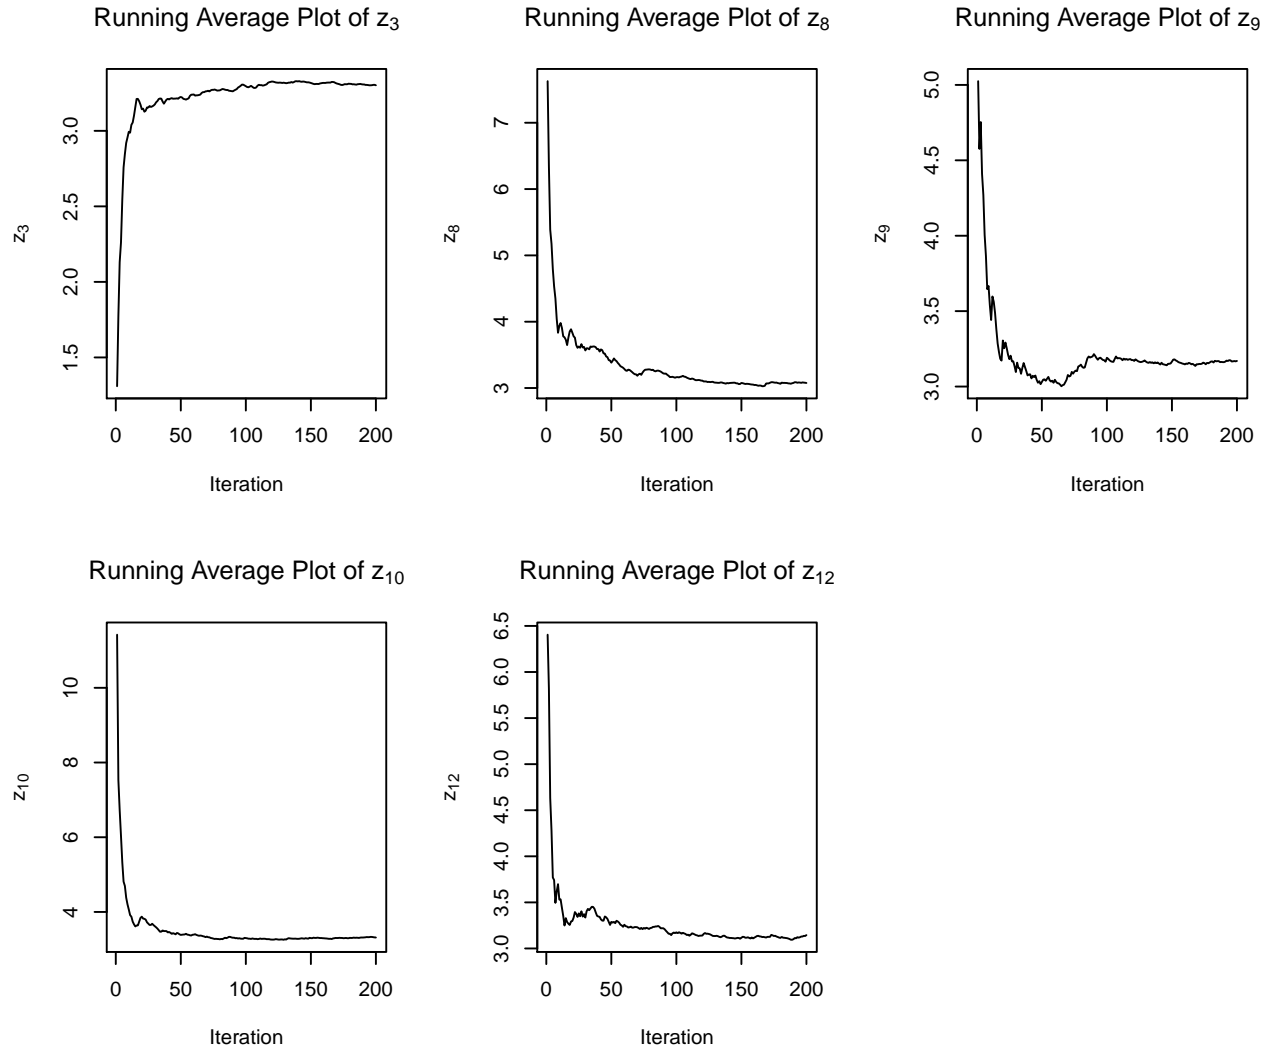 Running Average Plot of z₃
z₃
3.0
2.5
2.0
1.5
0 50 100 150 200
Iteration
Running Average Plot of z₈
z₈
7
6
5
4
3
0 50 100 150 200
Iteration
Running Average Plot of z₉
z₉
5.0
4.5
4.0
3.5
3.0
0 50 100 150 200
Iteration
Running Average Plot of z₁₀
z₁₀
10
8
6
4
0 50 100 150 200
Iteration
Running Average Plot of z₁₂
z₁₂
6.5
6.0
5.5
5.0
4.5
4.0
3.5
3.0
0 50 100 150 200
Iteration